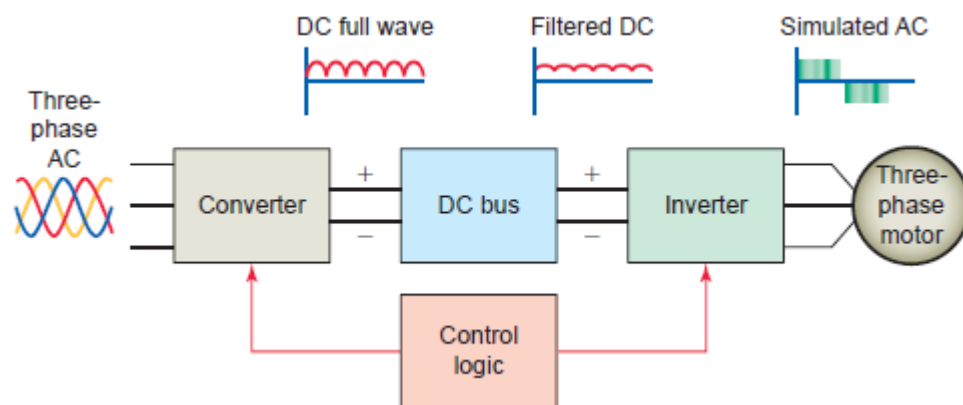 DC full wave
Filtered DC
Simulated AC
Three-
phase
AC
Converter
+
−
DC bus
+
−
Inverter
Three-
phase
motor
Control
logic